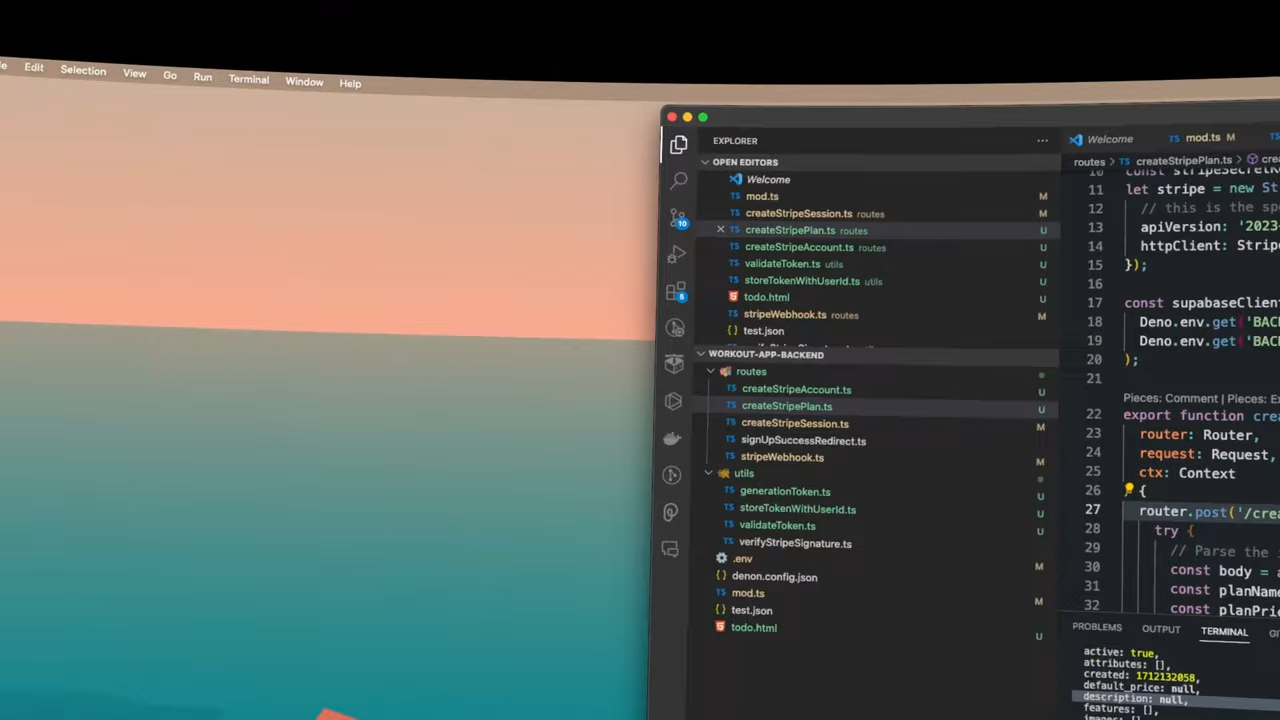 Edit Selection View Go Run Terminal Window Help
EXPLORER
OPEN EDITORS
Welcome
mod.ts M
createStripeSession.ts routes M
createStripePlan.ts routes U
createStripeAccount.ts routes U
validateToken.ts utils U
storeTokenWithUserId.ts utils U
todo.html U
stripeWebhook.ts routes M
test.json
WORKOUT-APP-BACKEND
routes
createStripeAccount.ts U
createStripePlan.ts U
createStripeSession.ts M
signUpSuccessRedirect.ts
stripeWebhook.ts M
utils
generationToken.ts U
storeTokenWithUserId.ts U
validateToken.ts U
verifyStripeSignature.ts
.env M
denon.config.json
mod.ts M
test.json
todo.html U
10
6
Welcome mod.ts M
routes > createStripePlan.ts >
10 const
11 let stripe = new
12 // this is the
13 apiVersion: '2023-
14 httpClient:
15 });
16
17 const supabaseClient
18 Deno.env.get('BACK
19 Deno.env.get('BACK
20 );
21
Pieces: Comment | Pieces:
22 export function
23 router: Router,
24 request: Request,
25 ctx: Context
26 {
27 router.post('/crea
28 try {
29 // Parse the
30 const body =
31 const planName
32 const
PROBLEMS OUTPUT TERMINAL
active: true,
attributes: [],
created: 1712132058,
default_price: null,
description: null,
features: [],
images: [],